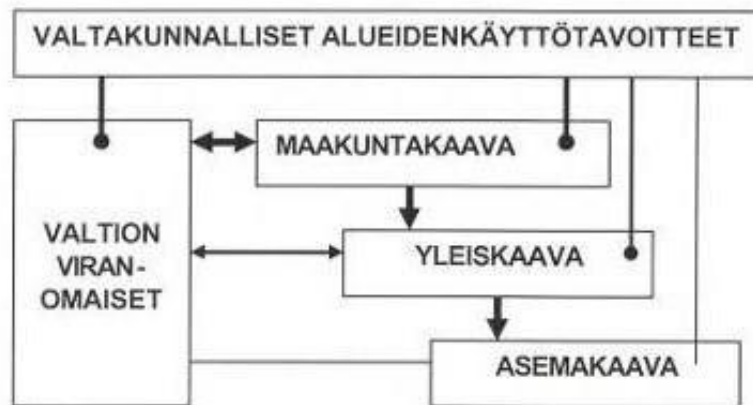 VALTAKUNNALLISET ALUEIDENKÄYTTÖTAVOITTEET
MAAKUNTAKAAVA
VALTION
VIRAN-
OMAISET
YLEISKAAVA
ASEMAKAAVA